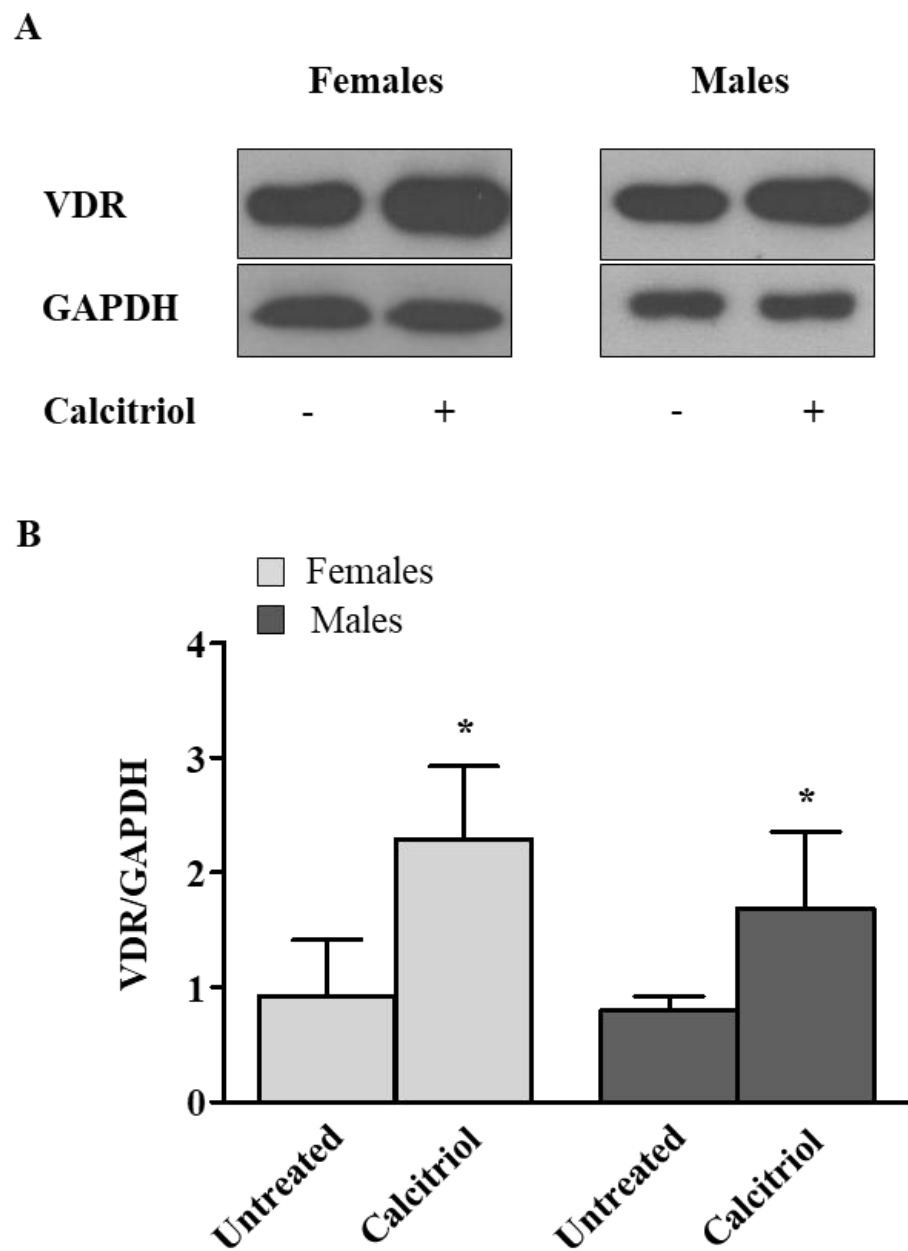 A
Females Males
VDR
GAPDH
Calcitriol - + - +
B
Females
Males
4
3
2
1
0
VDR/GAPDH
*
*
Untreated
Calcitriol
Untreated
Calcitriol